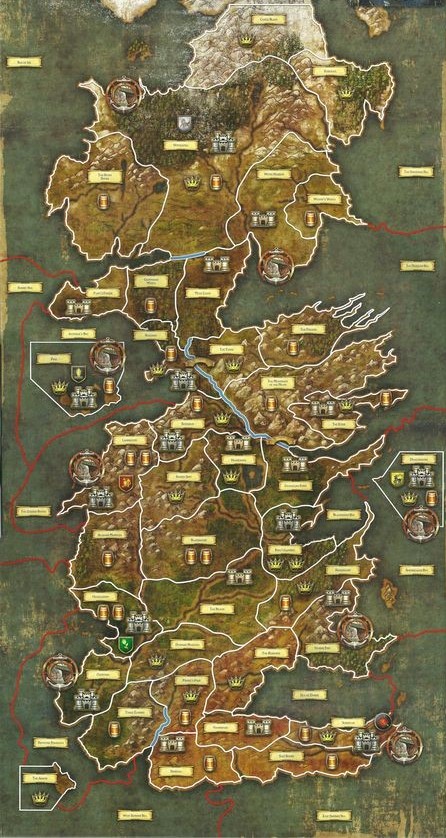 Castle Black
Bay of Ice
Karhold
Winterfell
The Stony Shore
White Harbor
Widow's Watch
The Shivering Sea
The Narrow Sea
Sunset Sea
Flint's Finger
Greywater Watch
Moat Cailin
Ironman's Bay
Seagard
The Fingers
The Twins
Pyke
The Mountains of the Moon
The Eyrie
Riverrun
Lannisport
Harrenhal
Dragonstone
Stoney Sept
Crackclaw Point
The Golden Sound
Blackwater Bay
Searoad Marches
Blackwater
King's Landing
Shipbreaker Bay
Kingswood
Highgarden
The Reach
Dornish Marches
Storm's End
The Boneway
Oldtown
Prince's Pass
Sea of Dorne
Three Towers
Yronwood
Sunspear
Redwyne Straights
Salt Shore
Starfall
The Arbor
West Summer Sea
East Summer Sea